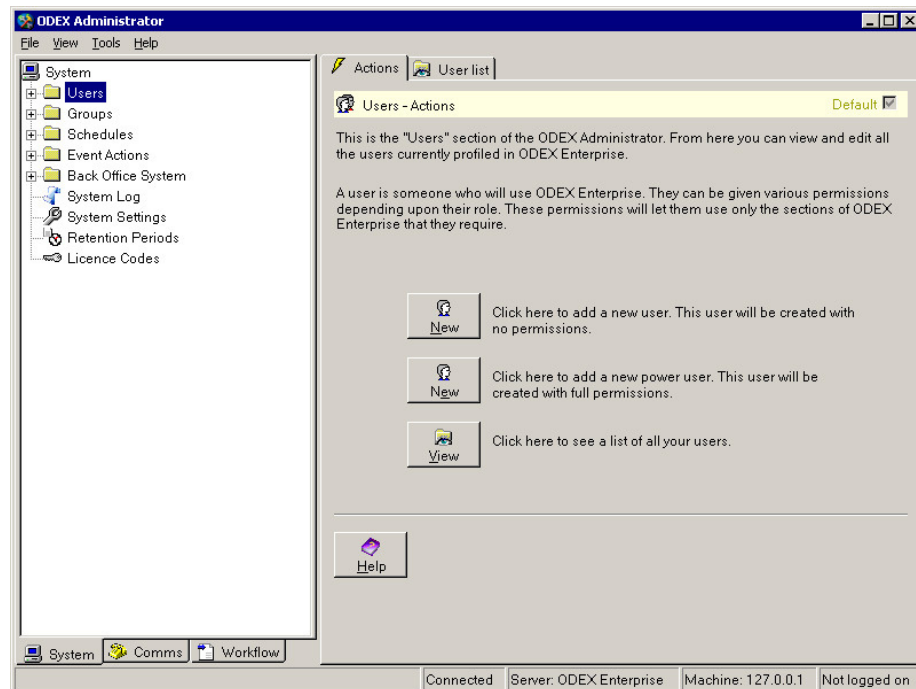 ODEX Administrator
File View Tools Help
System
Users
Groups
Schedules
Event Actions
Back Office System
System Log
System Settings
Retention Periods
Licence Codes
System Comms Workflow
Actions User list
Users - Actions Default
This is the "Users" section of the ODEX Administrator. From here you can view and edit all
the users currently profiled in ODEX Enterprise.
A user is someone who will use ODEX Enterprise. They can be given various permissions
depending upon their role. These permissions will let them use only the sections of ODEX
Enterprise that they require.
New
Click here to add a new user. This user will be created with
no permissions.
New
Click here to add a new power user. This user will be
created with full permissions.
View
Click here to see a list of all your users.
Help
Connected Server: ODEX Enterprise Machine: 127.0.0.1 Not logged on